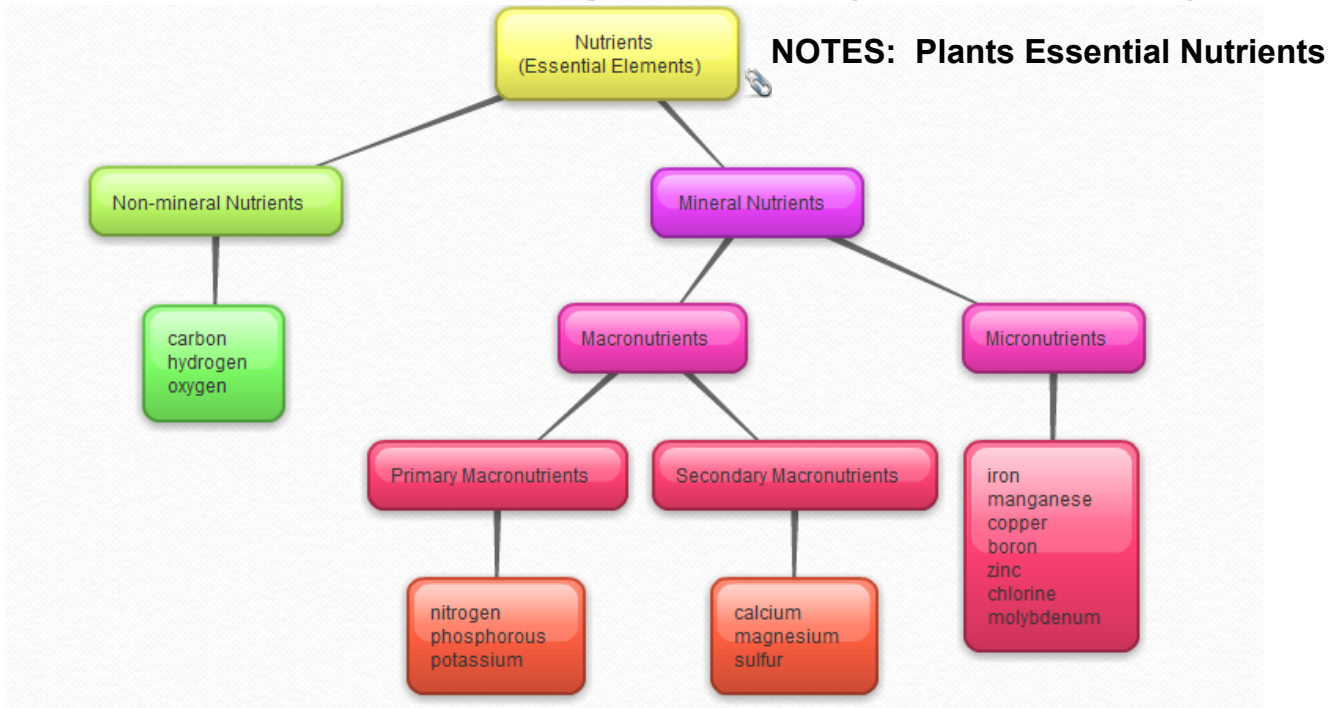 Nutrients
(Essential Elements)
NOTES:  Plants Essential Nutrients
Non-mineral Nutrients
Mineral Nutrients
carbon
hydrogen
oxygen
Macronutrients
Micronutrients
Primary Macronutrients
Secondary Macronutrients
iron
manganese
copper
boron
zinc
chlorine
molybdenum
nitrogen
phosphorous
potassium
calcium
magnesium
sulfur